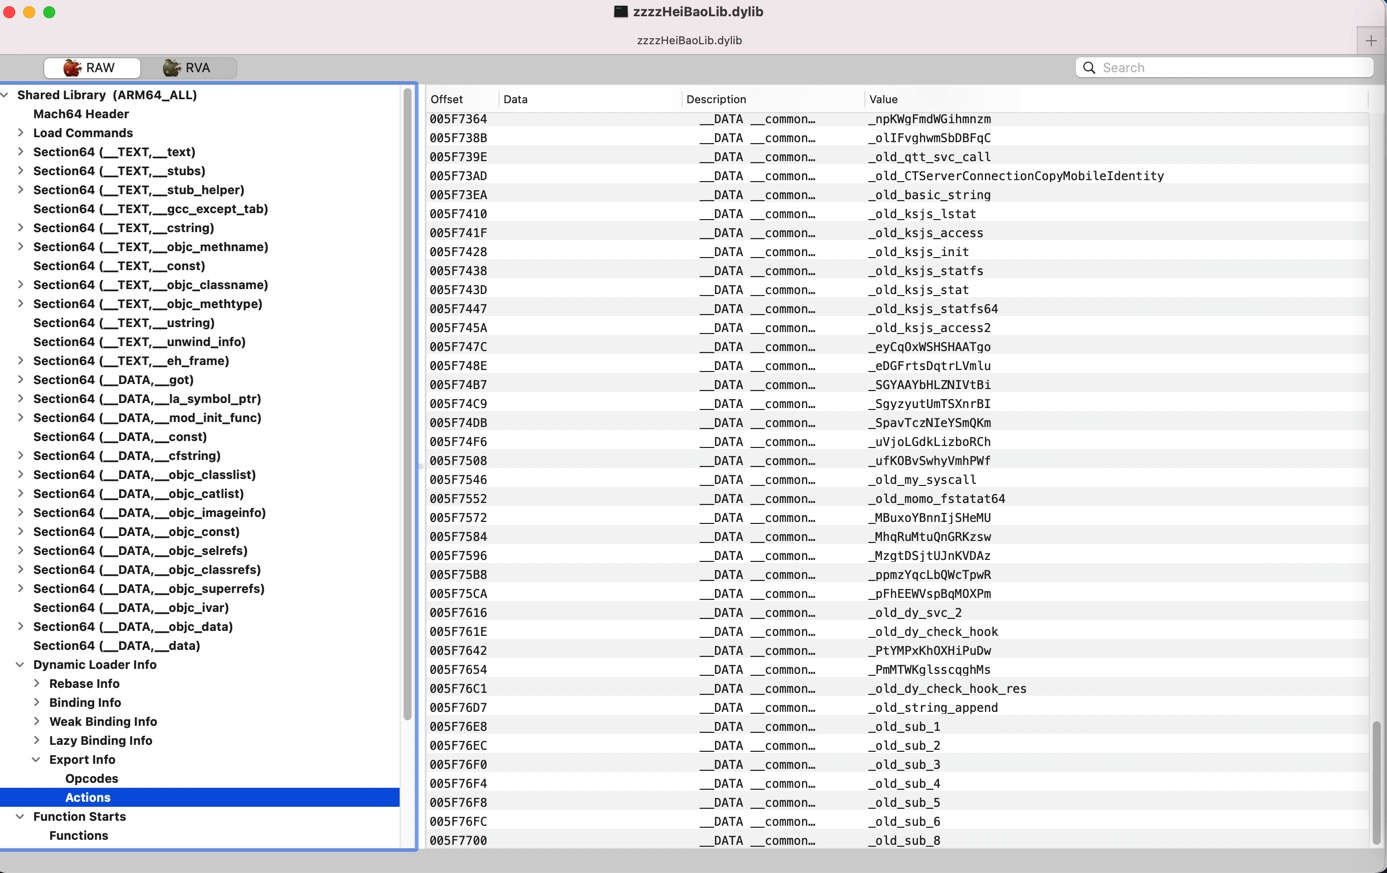 zzzzHeiBaoLib.dylib
zzzzHeiBaoLib.dylib
RAW RVA Search
Shared Library (ARM64_ALL)
Mach64 Header
Load Commands
Section64 (__TEXT,__text)
Section64 (__TEXT,__stubs)
Section64 (__TEXT,__stub_helper)
Section64 (__TEXT,__gcc_except_tab)
Section64 (__TEXT,__cstring)
Section64 (__TEXT,__objc_methname)
Section64 (__TEXT,__const)
Section64 (__TEXT,__objc_classname)
Section64 (__TEXT,__objc_methtype)
Section64 (__TEXT,__ustring)
Section64 (__TEXT,__unwind_info)
Section64 (__TEXT,__eh_frame)
Section64 (__DATA,__got)
Section64 (__DATA,__la_symbol_ptr)
Section64 (__DATA,__mod_init_func)
Section64 (__DATA,__const)
Section64 (__DATA,__cfstring)
Section64 (__DATA,__objc_classlist)
Section64 (__DATA,__objc_catlist)
Section64 (__DATA,__objc_imageinfo)
Section64 (__DATA,__objc_const)
Section64 (__DATA,__objc_selrefs)
Section64 (__DATA,__objc_classrefs)
Section64 (__DATA,__objc_superrefs)
Section64 (__DATA,__objc_ivar)
Section64 (__DATA,__objc_data)
Section64 (__DATA,__data)
Dynamic Loader Info
Rebase Info
Binding Info
Weak Binding Info
Lazy Binding Info
Export Info
Opcodes
Actions
Function Starts
Functions
Offset Data Description Value
005F7364 __DATA __common… _npKWgFmdWGihmnzm
005F738B __DATA __common… _olIFvghwmSbDBFqC
005F739E __DATA __common… _old_qtt_svc_call
005F73AD __DATA __common… _old_CTServerConnectionCopyMobileIdentity
005F73EA __DATA __common… _old_basic_string
005F7410 __DATA __common… _old_ksjs_lstat
005F741F __DATA __common… _old_ksjs_access
005F7428 __DATA __common… _old_ksjs_init
005F7438 __DATA __common… _old_ksjs_statfs
005F743D __DATA __common… _old_ksjs_stat
005F7447 __DATA __common… _old_ksjs_statfs64
005F745A __DATA __common… _old_ksjs_access2
005F747C __DATA __common… _eyCqOxWSHSHAATgo
005F748E __DATA __common… _eDGFrtsDqtrLVmlu
005F74B7 __DATA __common… _SGYAAYbHLZNIVtBi
005F74C9 __DATA __common… _SgyzyutUmTSXnrBI
005F74DB __DATA __common… _SpavTczNIeYSmQKm
005F74F6 __DATA __common… _uVjoLGdkLizboRCh
005F7508 __DATA __common… _ufKOBvSwhyVmhPWf
005F7546 __DATA __common… _old_my_syscall
005F7552 __DATA __common… _old_momo_fstatat64
005F7572 __DATA __common… _MBuxoYBnnIjSHeMU
005F7584 __DATA __common… _MhqRuMtuQnGRKzsw
005F7596 __DATA __common… _MzgtDSjtUJnKVDAz
005F75B8 __DATA __common… _ppmzYqcLbQWcTpwR
005F75CA __DATA __common… _pFhEEWVspBqMOXPm
005F7616 __DATA __common… _old_dy_svc_2
005F761E __DATA __common… _old_dy_check_hook
005F7642 __DATA __common… _PtYMPxKhOXHiPuDw
005F7654 __DATA __common… _PmMTWKglsscqghMs
005F76C1 __DATA __common… _old_dy_check_hook_res
005F76D7 __DATA __common… _old_string_append
005F76E8 __DATA __common… _old_sub_1
005F76EC __DATA __common… _old_sub_2
005F76F0 __DATA __common… _old_sub_3
005F76F4 __DATA __common… _old_sub_4
005F76F8 __DATA __common… _old_sub_5
005F76FC __DATA __common… _old_sub_6
005F7700 __DATA __common… _old_sub_8